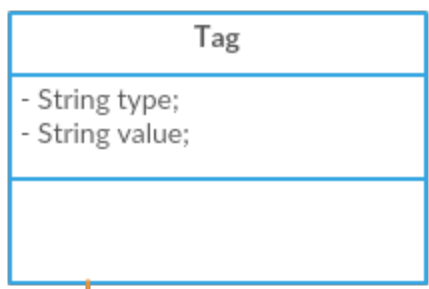 Tag
- String type;
- String value;